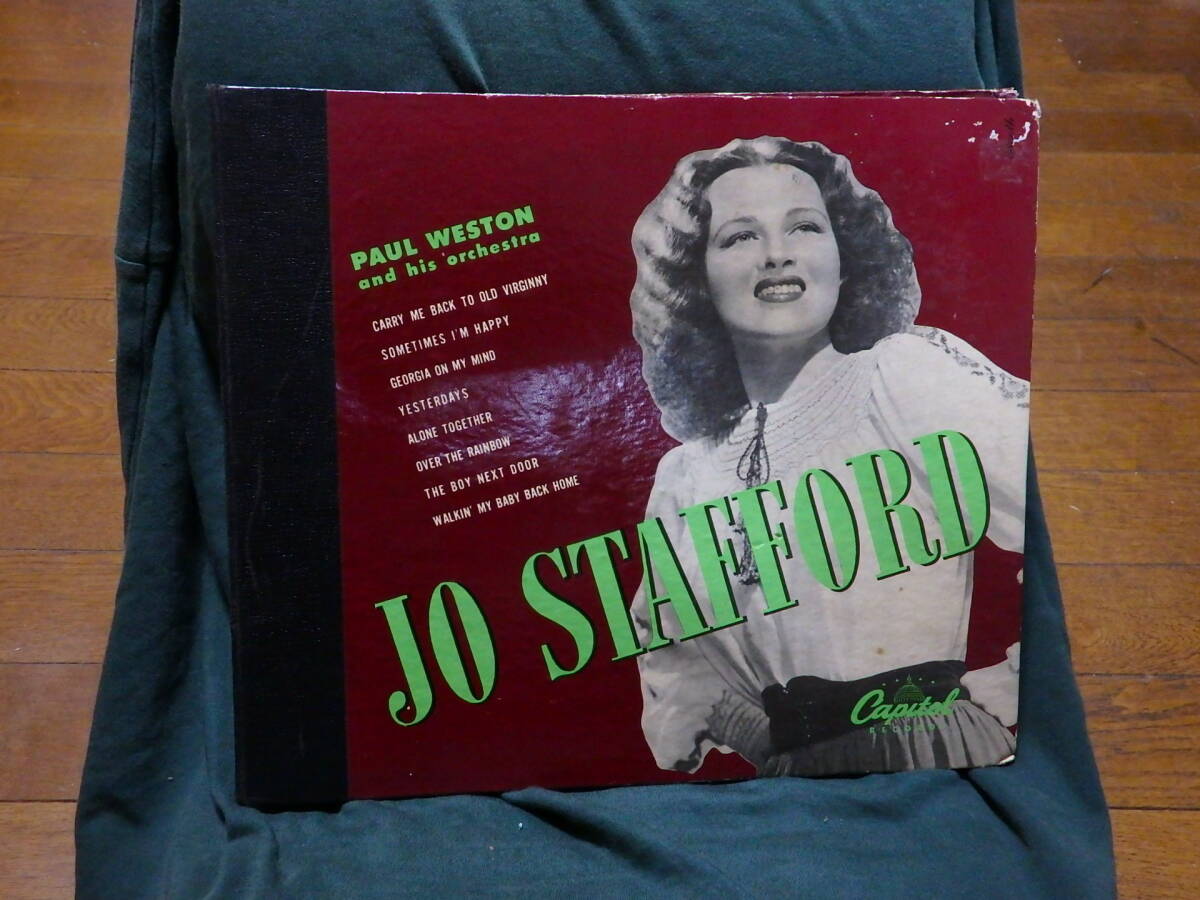 PAUL WESTON
and his orchestra
CARRY ME BACK TO OLD VIRGINNY
SOMETIMES I'M HAPPY
GEORGIA ON MY MIND
YESTERDAYS
ALONE TOGETHER
OVER THE RAINBOW
THE BOY NEXT DOOR
WALKIN' MY BABY BACK HOME
JO STAFFORD
Capitol